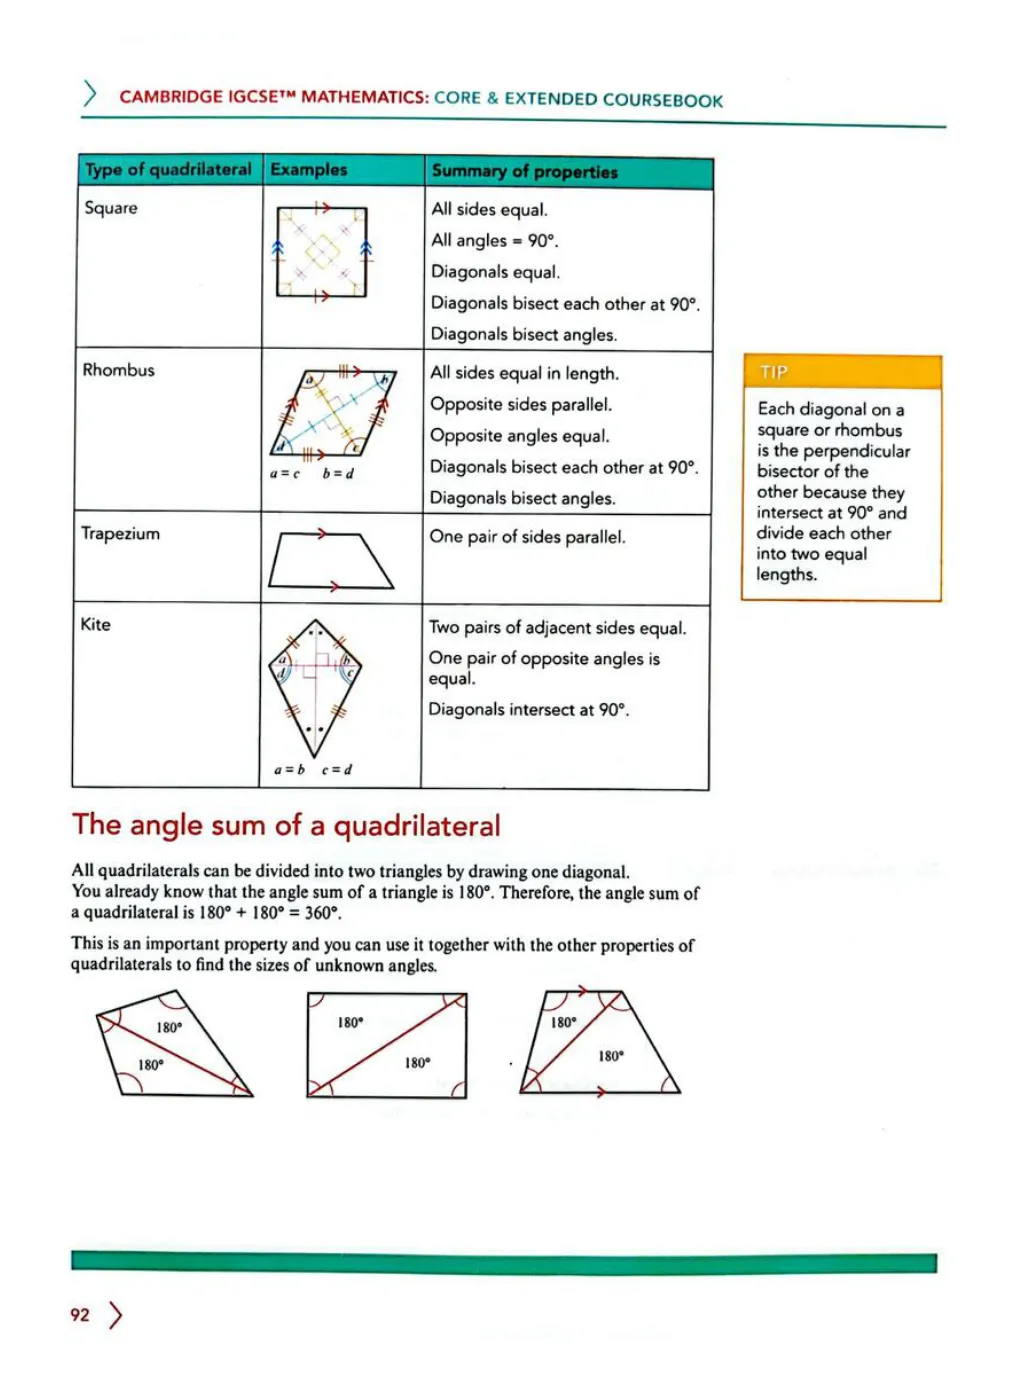 CAMBRIDGE IGCSE™ MATHEMATICS: CORE & EXTENDED COURSEBOOK
Type of quadrilateral Examples Summary of properties
Square
All sides equal.
All angles = 90°.
Diagonals equal.
Diagonals bisect each other at 90°.
Diagonals bisect angles.
Rhombus
a b
d c
a = c b = d
All sides equal in length.
Opposite sides parallel.
Opposite angles equal.
Diagonals bisect each other at 90°.
Diagonals bisect angles.
Trapezium
One pair of sides parallel.
Kite
a b
d c
a = b c = d
Two pairs of adjacent sides equal.
One pair of opposite angles is
equal.
Diagonals intersect at 90°.
TIP
Each diagonal on a
square or rhombus
is the perpendicular
bisector of the
other because they
intersect at 90° and
divide each other
into two equal
lengths.
The angle sum of a quadrilateral
All quadrilaterals can be divided into two triangles by drawing one diagonal.
You already know that the angle sum of a triangle is 180°. Therefore, the angle sum of
a quadrilateral is 180° + 180° = 360°.
This is an important property and you can use it together with the other properties of
quadrilaterals to find the sizes of unknown angles.
180°
180°
180°
180°
180°
180°
92